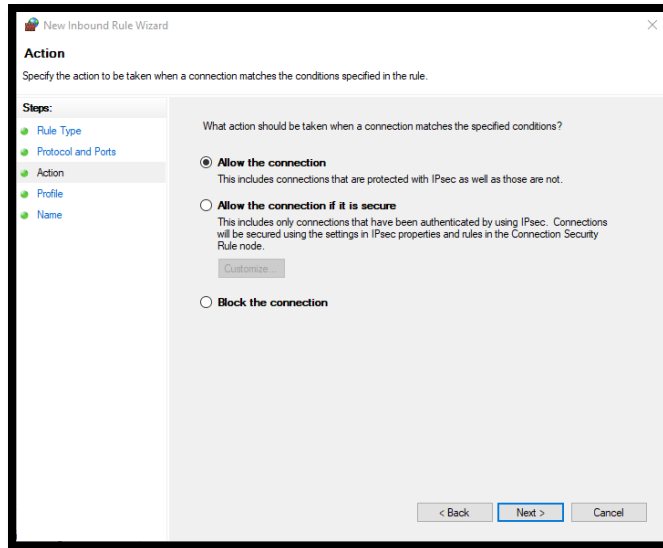 New Inbound Rule Wizard
Action
Specify the action to be taken when a connection matches the conditions specified in the rule.
Steps:
Rule Type
Protocol and Ports
Action
Profile
Name
What action should be taken when a connection matches the specified conditions?
Allow the connection
This includes connections that are protected with IPsec as well as those are not.
Allow the connection if it is secure
This includes only connections that have been authenticated by using IPsec. Connections
will be secured using the settings in IPsec properties and rules in the Connection Security
Rule node.
Customize...
Block the connection
< Back
Next >
Cancel